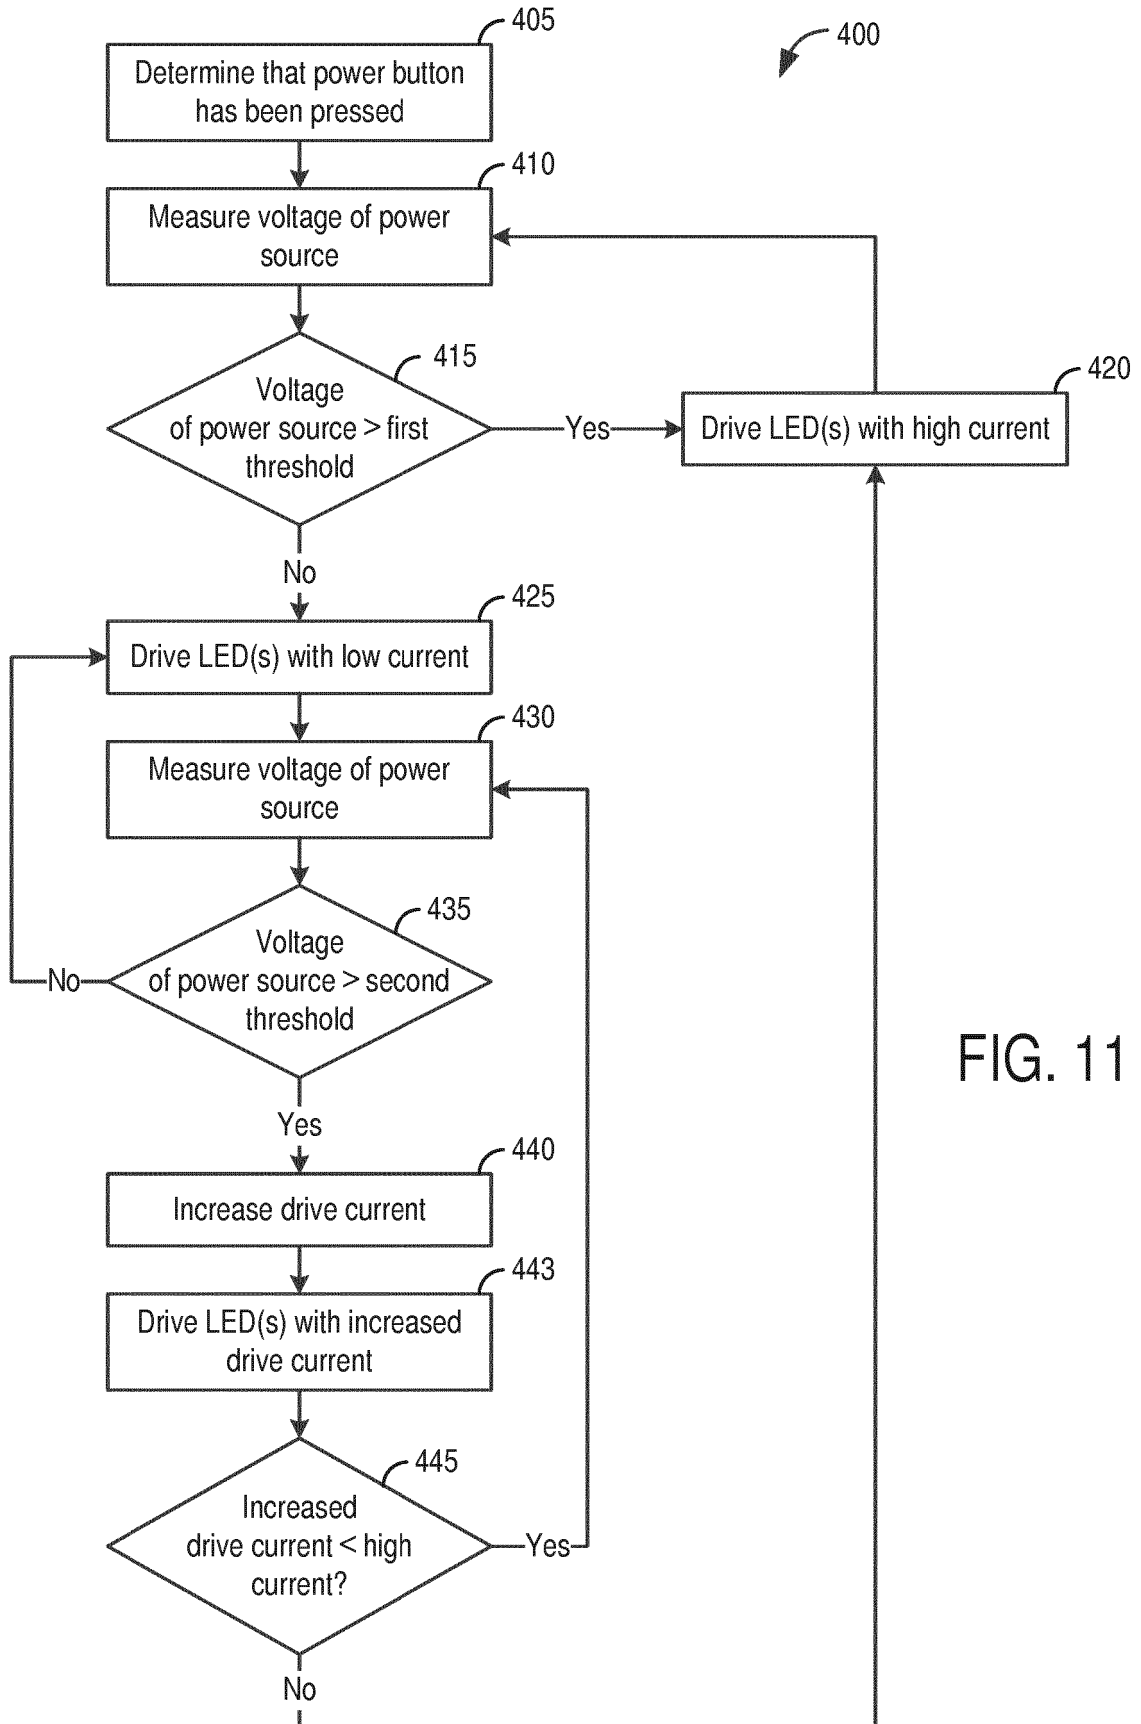 405
400
Determine that power button
has been pressed
410
Measure voltage of power
source
415
Voltage
of power source > first
threshold
Yes
420
Drive LED(s) with high current
No
425
Drive LED(s) with low current
430
Measure voltage of power
source
435
Voltage
of power source > second
threshold
No
FIG. 11
Yes
440
Increase drive current
443
Drive LED(s) with increased
drive current
445
Increased
drive current < high
current?
Yes
No